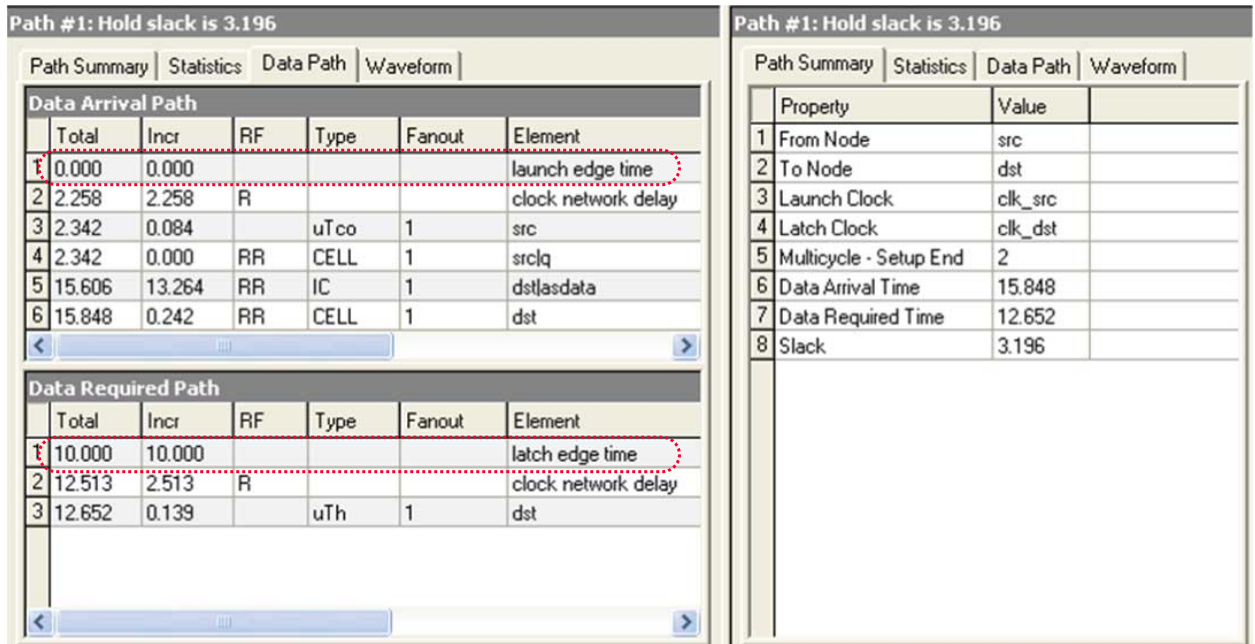 Path #1: Hold slack is 3.196
Path Summary Statistics Data Path Waveform
Data Arrival Path
Total Incr RF Type Fanout Element
1 0.000 0.000 launch edge time
2 2.258 2.258 R clock network delay
3 2.342 0.084 uTco 1 src
4 2.342 0.000 RR CELL 1 src|q
5 15.606 13.264 RR IC 1 dst|asdata
6 15.848 0.242 RR CELL 1 dst
Data Required Path
Total Incr RF Type Fanout Element
1 10.000 10.000 latch edge time
2 12.513 2.513 R clock network delay
3 12.652 0.139 uTh 1 dst
Path #1: Hold slack is 3.196
Path Summary Statistics Data Path Waveform
Property Value
1 From Node src
2 To Node dst
3 Launch Clock clk_src
4 Latch Clock clk_dst
5 Multicycle - Setup End 2
6 Data Arrival Time 15.848
7 Data Required Time 12.652
8 Slack 3.196